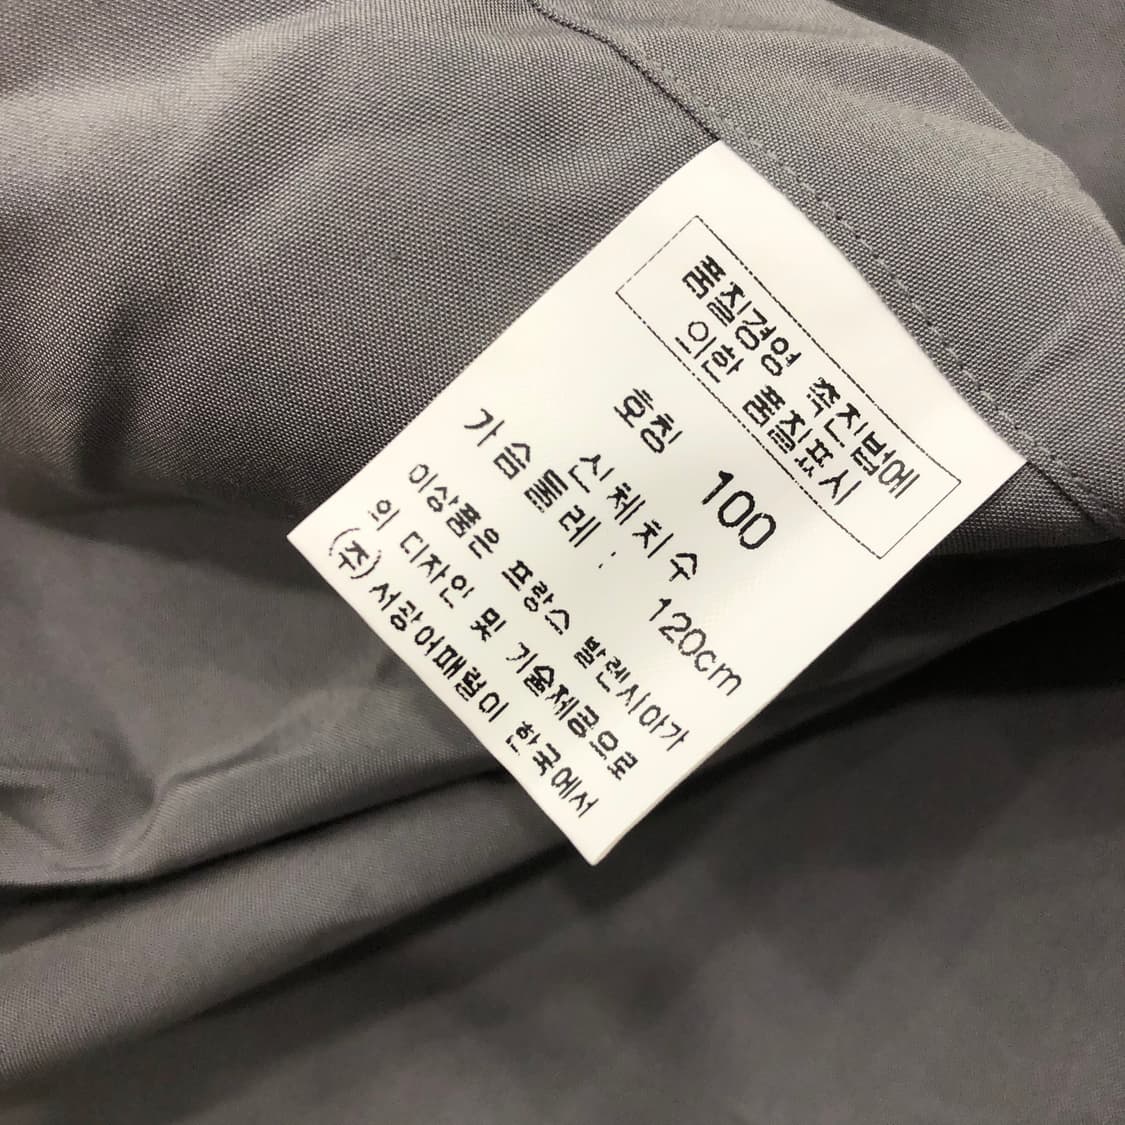 품질경영 촉진법에
의한 품질표시
호칭 100
신체치수
가슴둘레 : 120cm
이상품은 프랑스 발렌시아가
의 디자인 및 기술제공으로
(주)서광어패럴이 한국에서